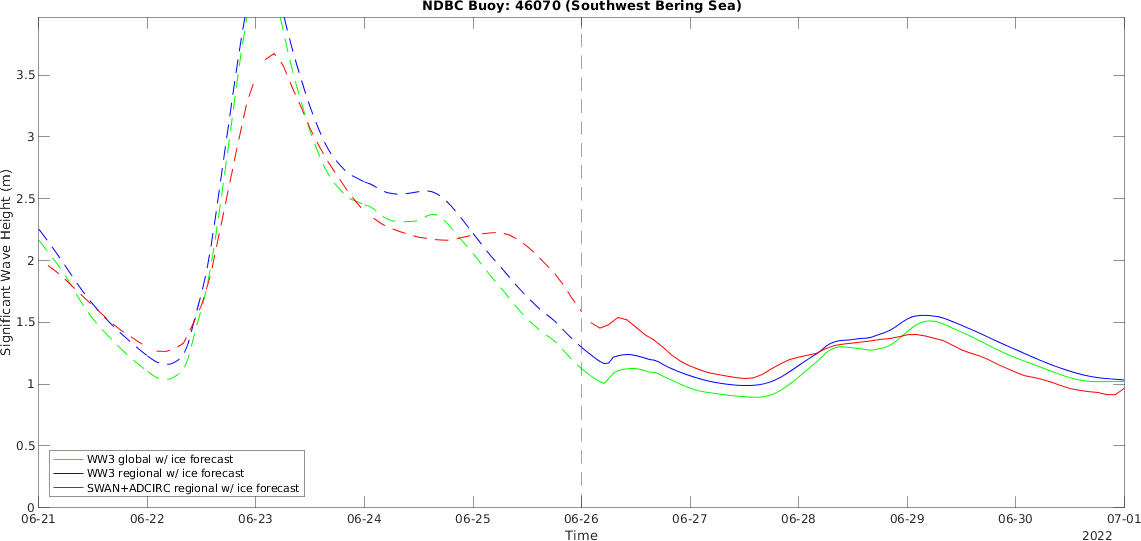 NDBC Buoy: 46070 (Southwest Bering Sea)
Significant Wave Height (m)
3.5
3
2.5
2
1.5
1
0.5
0
WW3 global w/ ice forecast
WW3 regional w/ ice forecast
SWAN+ADCIRC regional w/ ice forecast
06-21 06-22 06-23 06-24 06-25 06-26 06-27 06-28 06-29 06-30 07-01
Time
2022